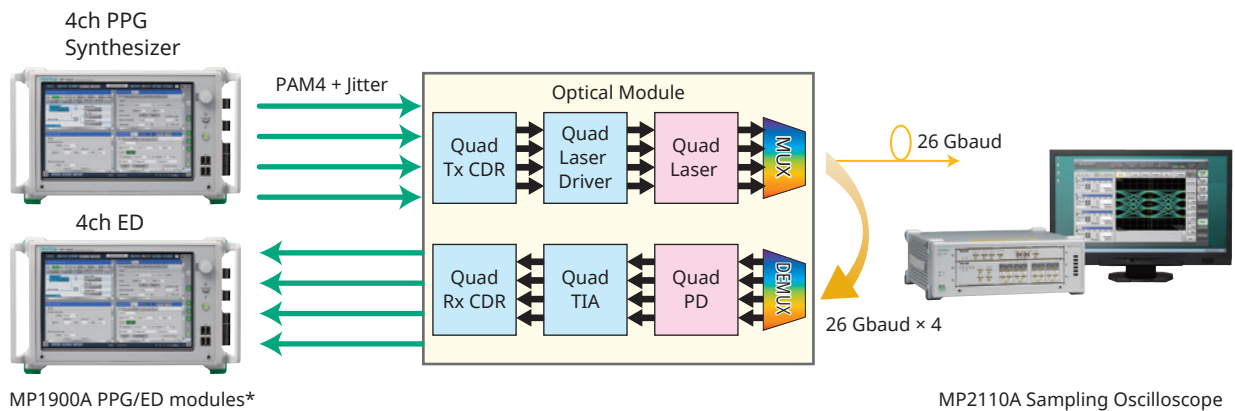 4ch PPG
Synthesizer
PAM4 + Jitter
Optical Module
Quad
Tx CDR
Quad
Laser
Driver
Quad
Laser
MUX
26 Gbaud
4ch ED
Quad
Rx CDR
Quad
TIA
Quad
PD
DEMUX
26 Gbaud × 4
MP1900A PPG/ED modules*
MP2110A Sampling Oscilloscope